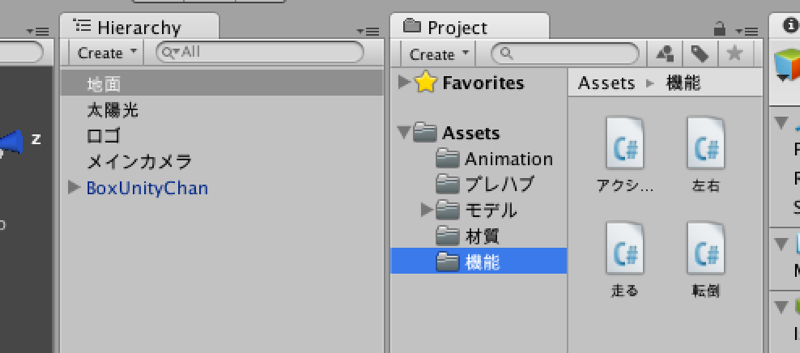 Hierarchy
Create
All
地面
太陽光
ロゴ
メインカメラ
BoxUnityChan
z
Project
Create
Favorites
Assets
Animation
プレハブ
モデル
材質
機能
Assets ▸ 機能
C#
アクシ...
C#
左右
C#
走る
C#
転倒